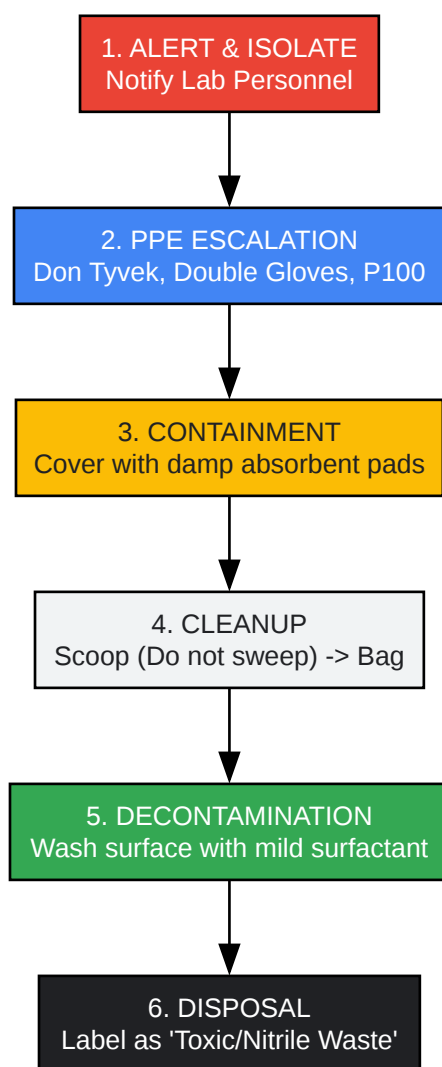 1. ALERT & ISOLATE
Notify Lab Personnel
2. PPE ESCALATION
Don Tyvek, Double Gloves, P100
3. CONTAINMENT
Cover with damp absorbent pads
4. CLEANUP
Scoop (Do not sweep) -> Bag
5. DECONTAMINATION
Wash surface with mild surfactant
6. DISPOSAL
Label as 'Toxic/Nitrile Waste'